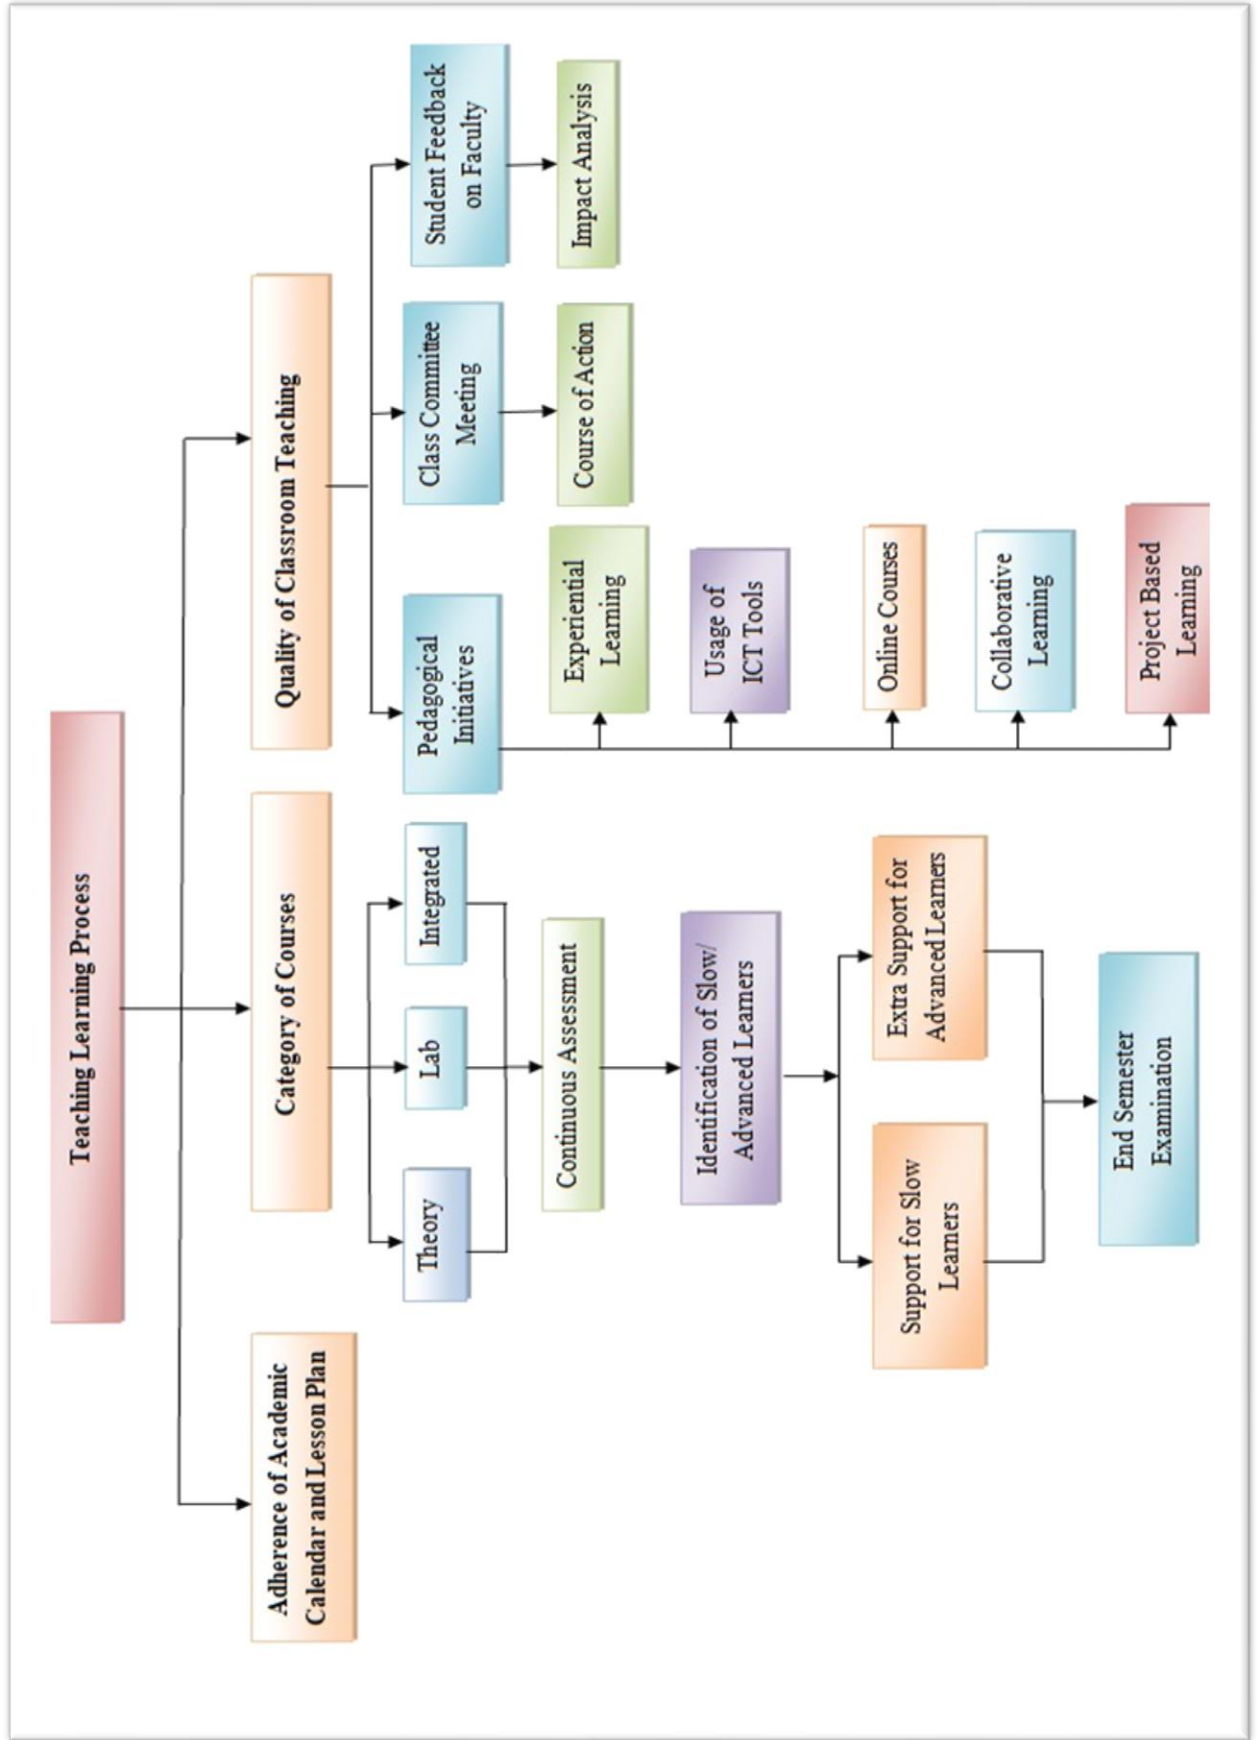 Teaching Learning Process
Adherence of Academic
Calendar and Lesson Plan
Category of Courses
Quality of Classroom Teaching
Theory
Lab
Integrated
Pedagogical
Initiatives
Class Committee
Meeting
Student Feedback
on Faculty
Continuous Assessment
Experiential
Learning
Course of Action
Impact Analysis
Identification of Slow/
Advanced Learners
Usage of
ICT Tools
Support for Slow
Learners
Extra Support for
Advanced Learners
Online Courses
Collaborative
Learning
End Semester
Examination
Project Based
Learning